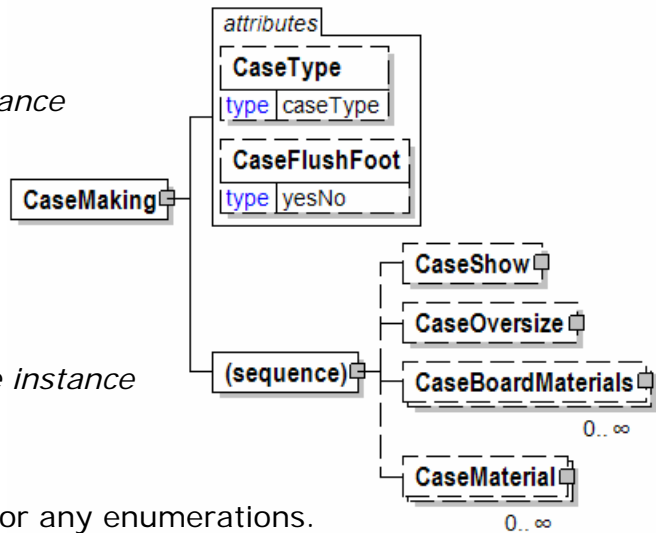 attributes
CaseType
type caseType
CaseFlushFoot
type yesNo
CaseMaking
CaseShow
CaseOversize
(sequence)
instance
CaseBoardMaterials
0.. ∞
CaseMaterial
or any enumerations.
0.. ∞